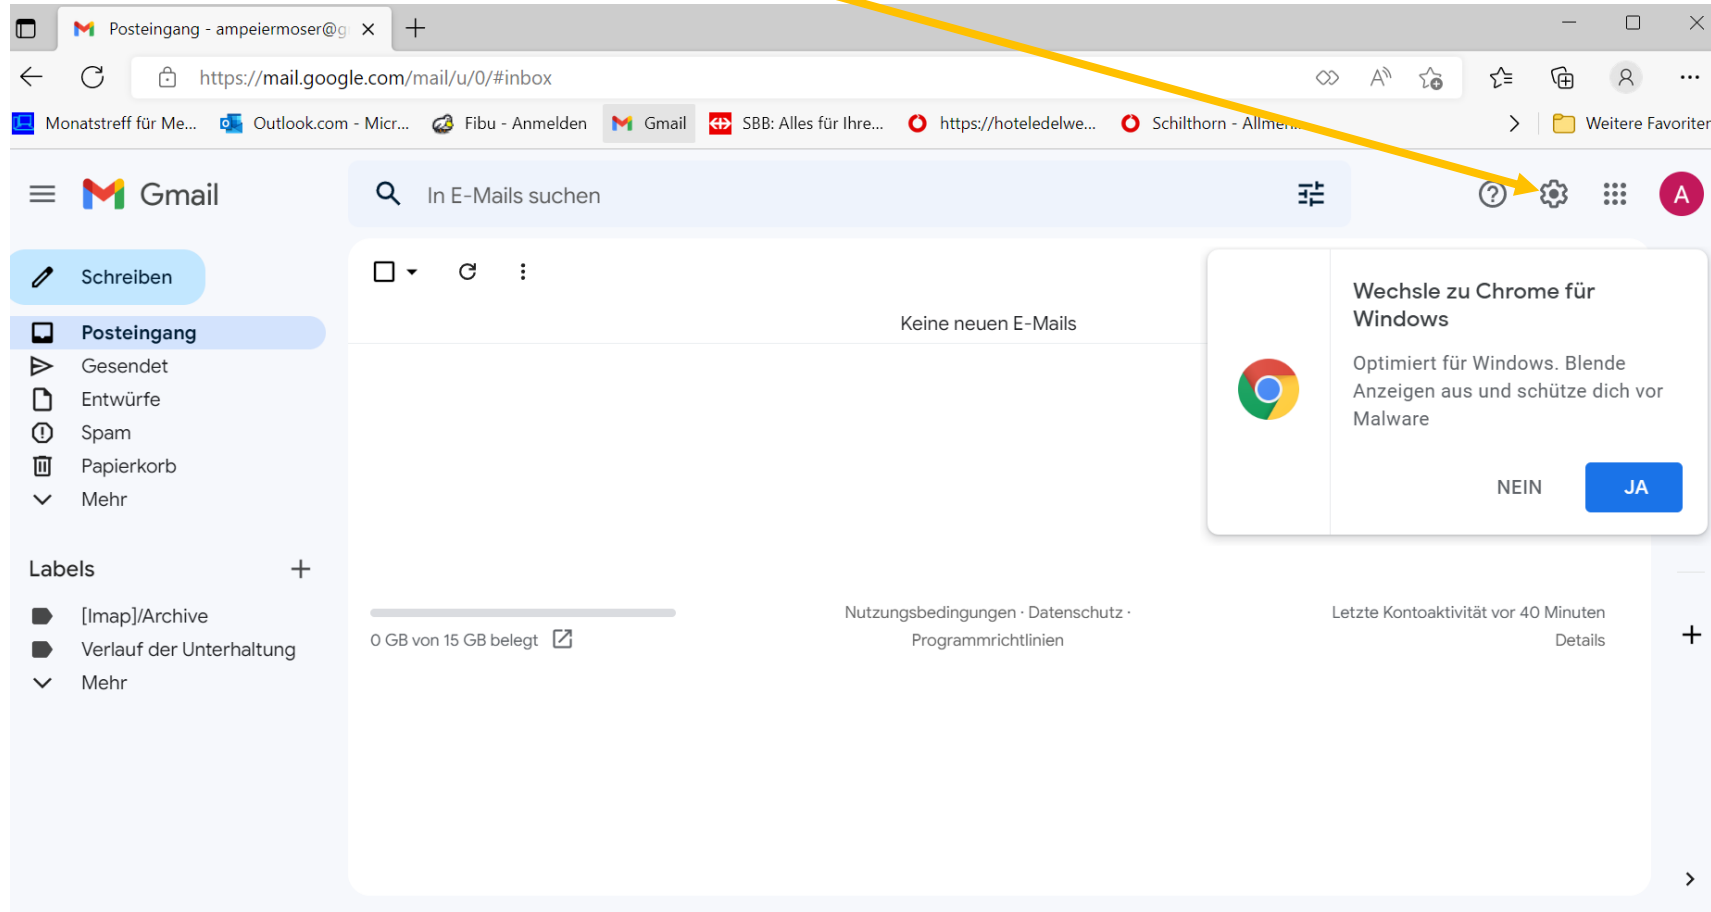 Posteingang - ampeiermoser@g
https://mail.google.com/mail/u/0/#inbox
Monatstreff für Me...
Outlook.com - Micr...
Fibu - Anmelden
Gmail
SBB: Alles für Ihre...
https://hoteledelwe...
Schilthorn - Allmen...
Weitere Favoriten
Gmail
In E-Mails suchen
A
Schreiben
Posteingang
Gesendet
Entwürfe
Spam
Papierkorb
Mehr
Labels
[Imap]/Archive
Verlauf der Unterhaltung
Mehr
Keine neuen E-Mails
Wechsle zu Chrome für
Windows
Optimiert für Windows. Blende
Anzeigen aus und schütze dich vor
Malware
NEIN
JA
0 GB von 15 GB belegt
Nutzungsbedingungen · Datenschutz ·
Programmrichtlinien
Letzte Kontoaktivität vor 40 Minuten
Details